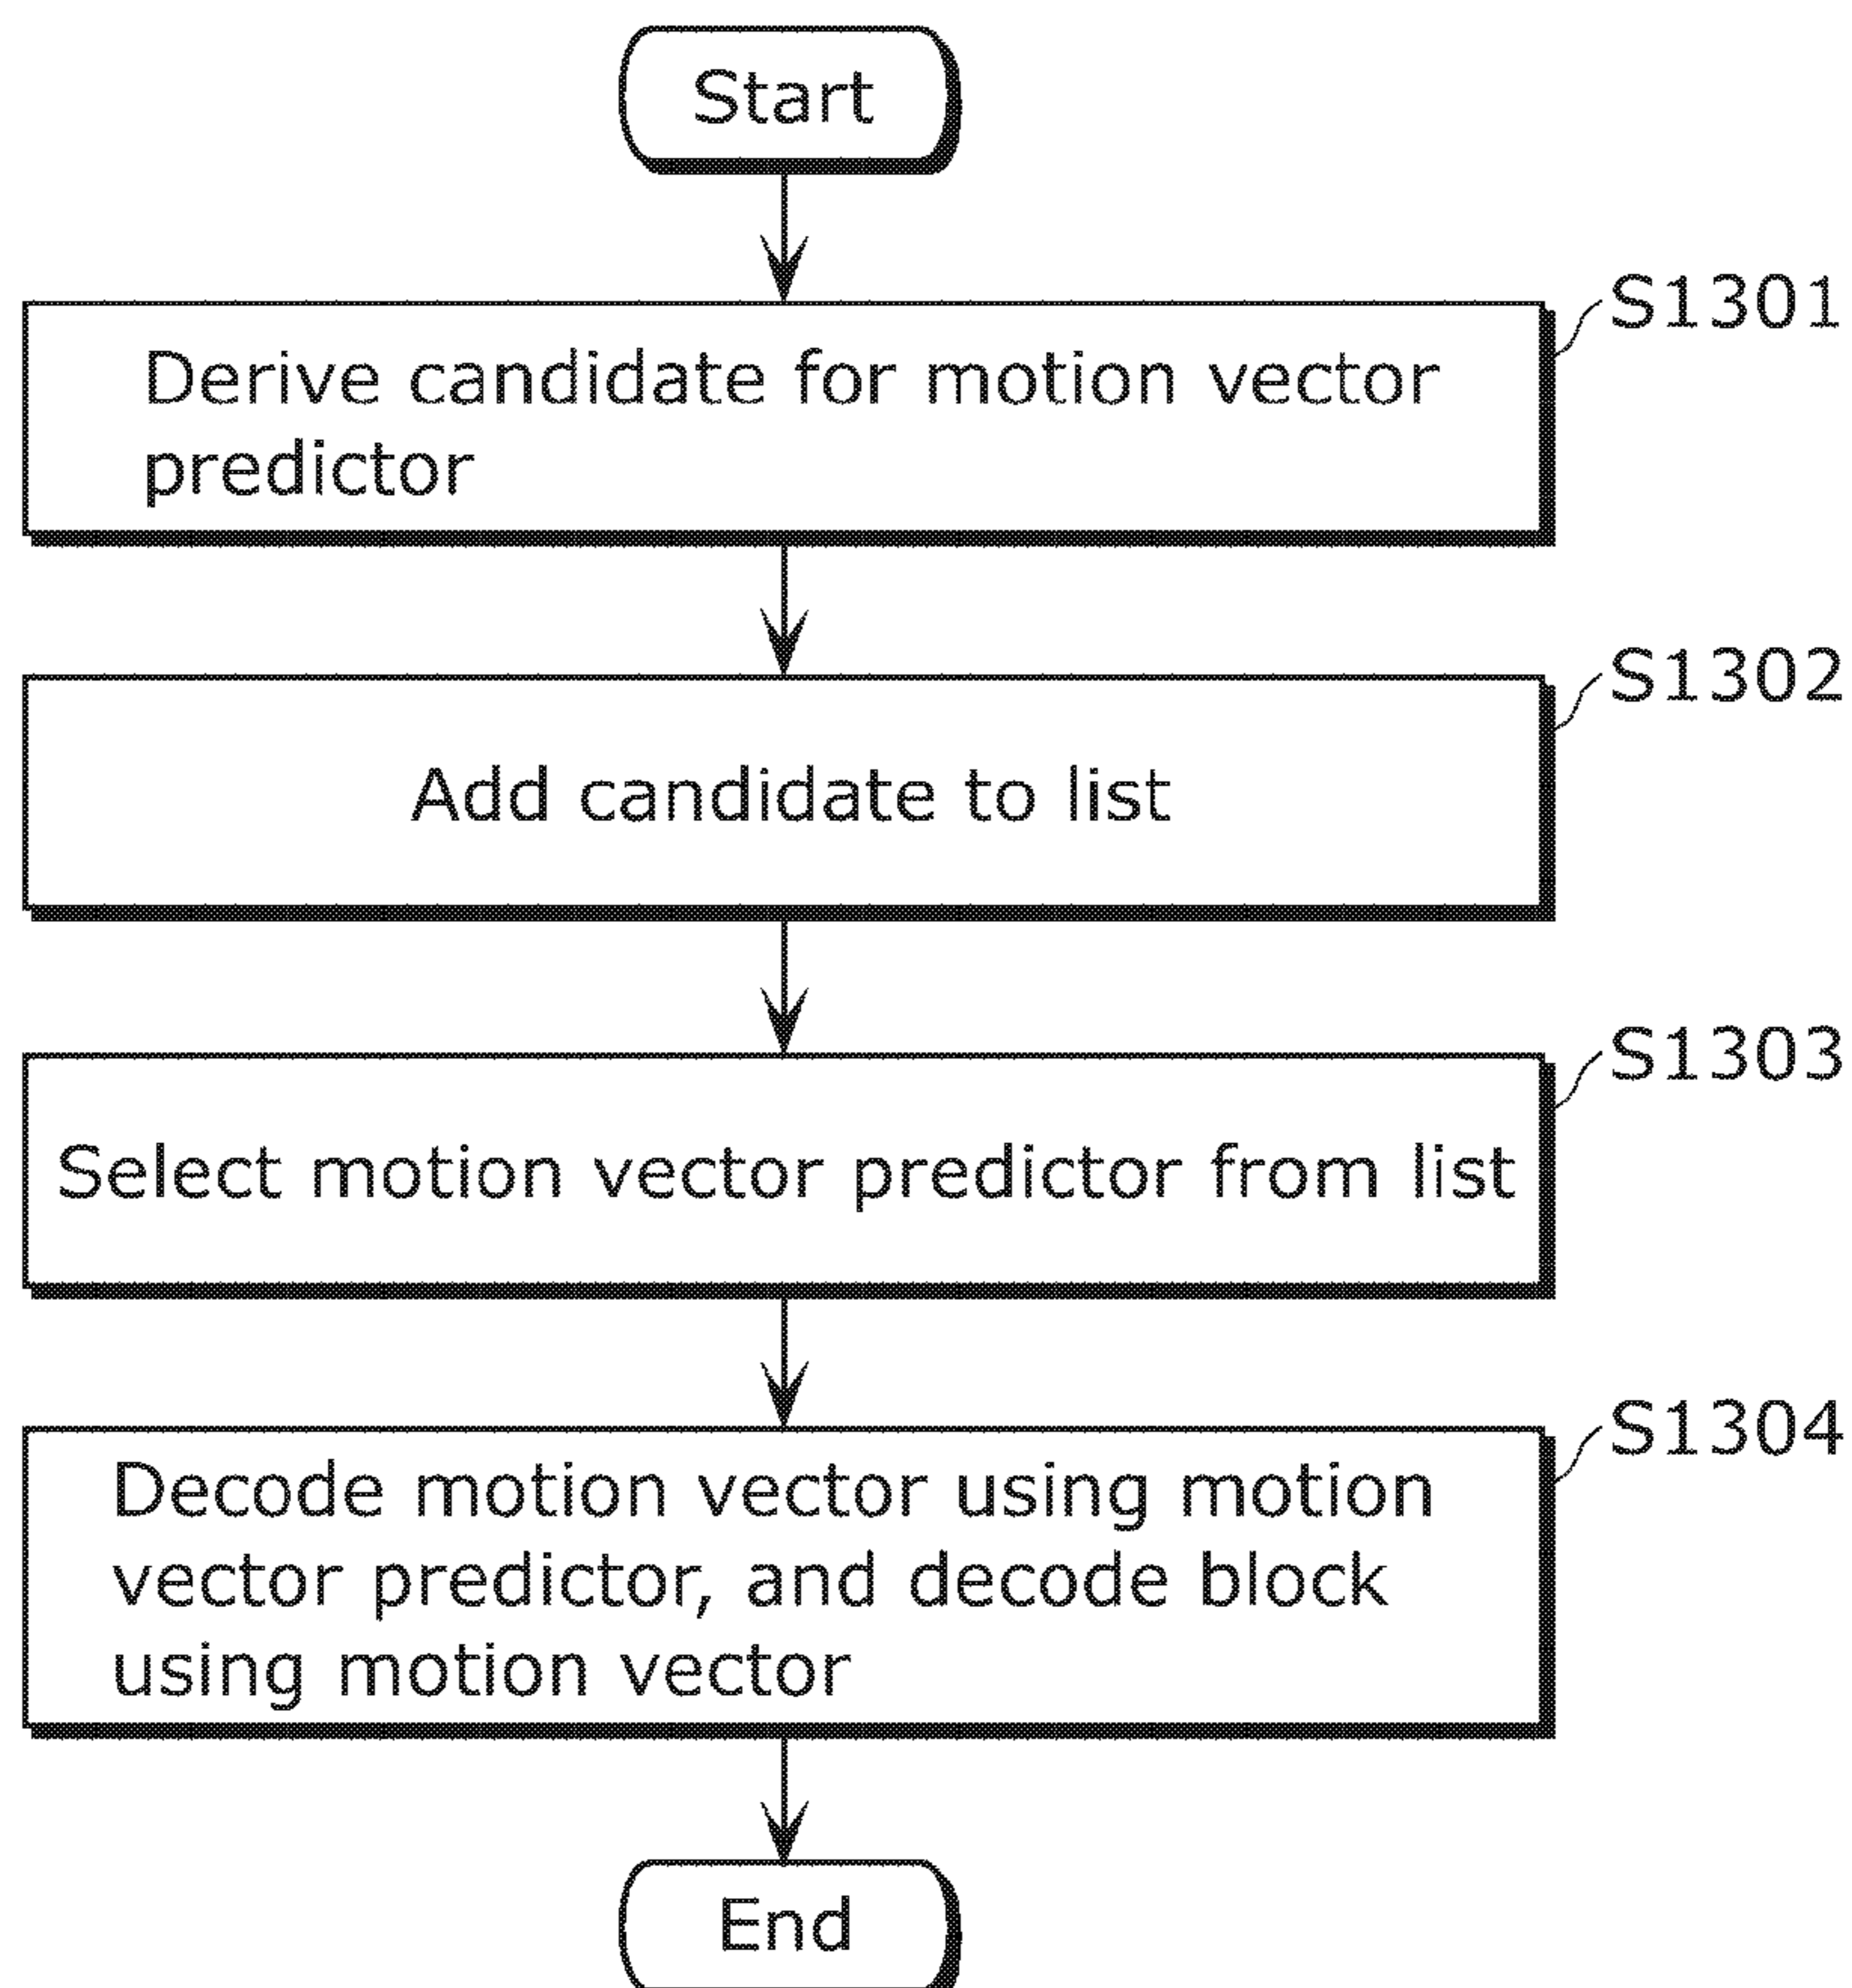 Start
S1301
Derive candidate for motion vector
predictor
S1302
Add candidate to list
S1303
Select motion vector predictor from list
S1304
Decode motion vector using motion
vector predictor, and decode block
using motion vector
End